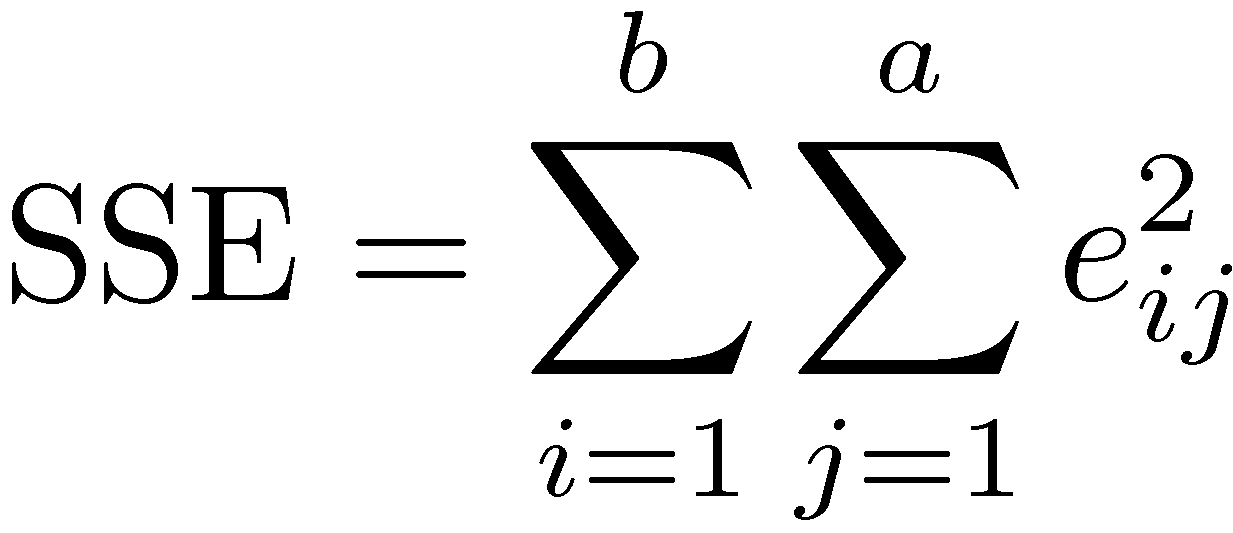 SSE = \sum_{i=1}^{b} \sum_{j=1}^{a} e_{ij}^{2}